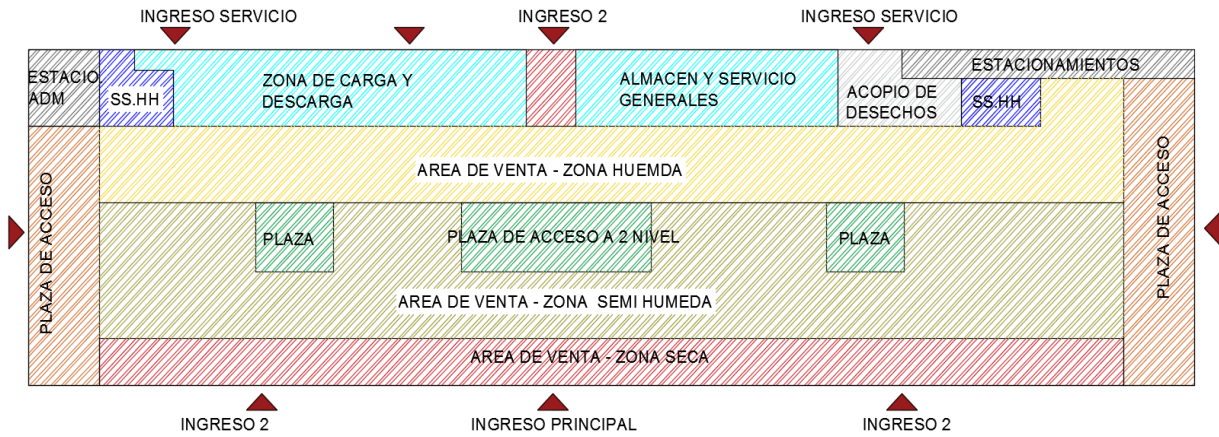 INGRESO SERVICIO
INGRESO 2
INGRESO SERVICIO
ESTACIO.
ADM
SS.HH
ZONA DE CARGA Y
DESCARGA
ALMACEN Y SERVICIO
GENERALES
ACOPIO DE
DESECHOS
ESTACIONAMIENTOS
SS.HH
AREA DE VENTA - ZONA HUEMDA
PLAZA DE ACCESO
PLAZA
PLAZA DE ACCESO A 2 NIVEL
PLAZA
PLAZA DE ACCESO
AREA DE VENTA - ZONA SEMI HUMEDA
AREA DE VENTA - ZONA SECA
INGRESO 2
INGRESO PRINCIPAL
INGRESO 2